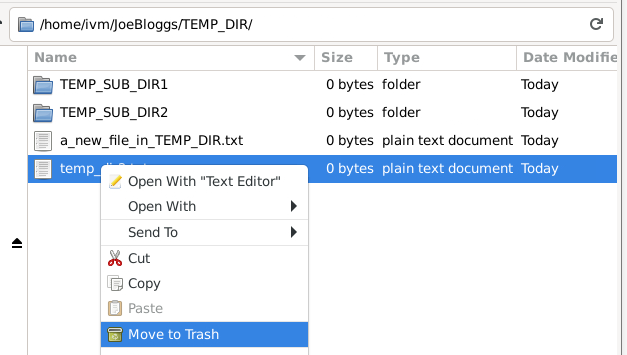 /home/ivm/JoeBloggs/TEMP_DIR/
Name Size Type Date Modifie
TEMP_SUB_DIR1 0 bytes folder Today
TEMP_SUB_DIR2 0 bytes folder Today
a_new_file_in_TEMP_DIR.txt 0 bytes plain text document Today
0 bytes plain text document Today
Open With "Text Editor"
Open With
Send To
Cut
Copy
Paste
Move to Trash